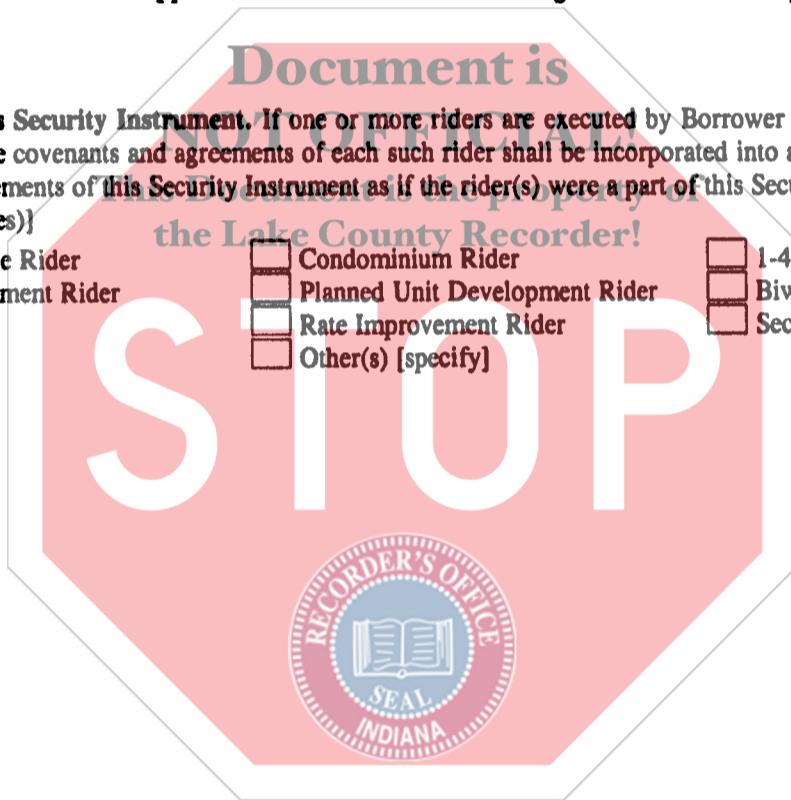 Document is
s Security Instrument. If one or more riders are executed by Borrower
NOT OFFICIAL!
e covenants and agreements of each such rider shall be incorporated into a
ments of this Security Instrument as if the rider(s) were a part of this Secu
This Document is the property of
es)]
the Lake County Recorder!
e Rider Condominium Rider 1-4
ment Rider Planned Unit Development Rider Biw
Rate Improvement Rider Sec
Other(s) [specify]
STOP
RECORDER'S OFFICE
SEAL
INDIANA